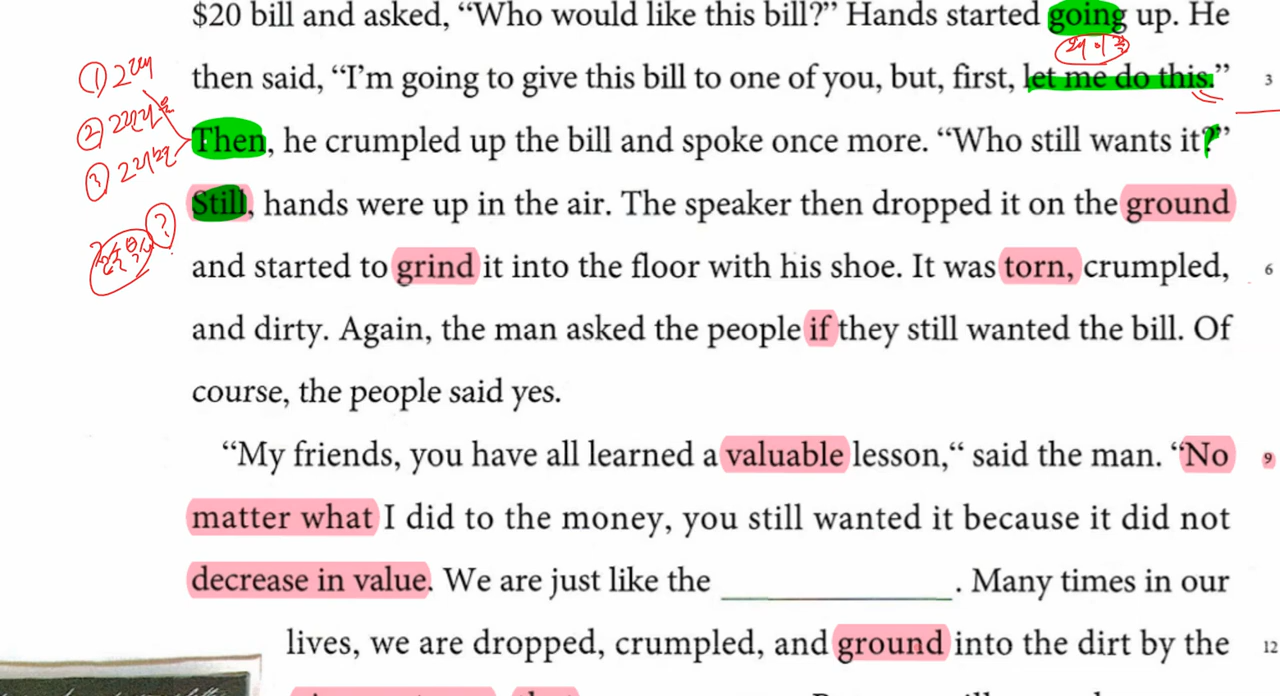 $20 bill and asked, “Who would like this bill?” Hands started going up. He
then said, “I’m going to give this bill to one of you, but, first, let me do this.” 3
① 그때
② 그런다음
③ 그러면
Then, he crumpled up the bill and spoke once more. “Who still wants it?”
Still, hands were up in the air. The speaker then dropped it on the ground
?
and started to grind it into the floor with his shoe. It was torn, crumpled, 6
and dirty. Again, the man asked the people if they still wanted the bill. Of
course, the people said yes.
“My friends, you have all learned a valuable lesson,“ said the man. “No 9
matter what I did to the money, you still wanted it because it did not
decrease in value. We are just like the ____________. Many times in our
lives, we are dropped, crumpled, and ground into the dirt by the 12